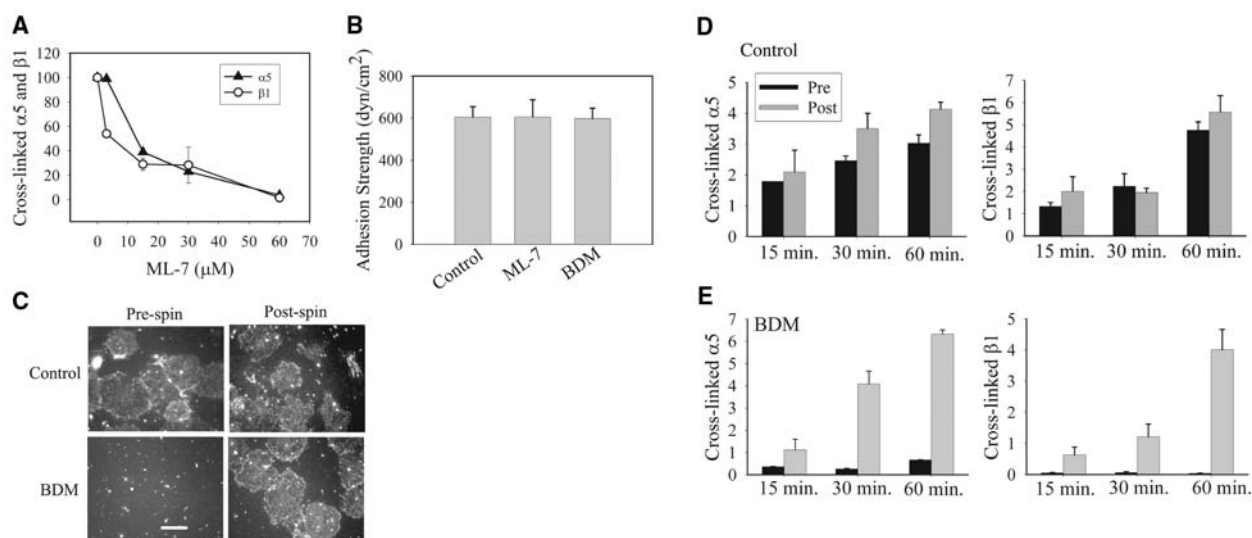 A
Cross-linked α5 and β1
120
100
80
60
40
20
0
α5
β1
0 10 20 30 40 50 60 70
ML-7 (μM)
B
Adhesion Strength (dyn/cm²)
800
600
400
200
0
Control
ML-7
BDM
C
Pre-spin Post-spin
Control
BDM
D
Control
Cross-linked α5
5
4
3
2
1
0
Pre
Post
15 min. 30 min. 60 min.
Cross-linked β1
7
6
5
4
3
2
1
0
15 min. 30 min. 60 min.
E
BDM
Cross-linked α5
7
6
5
4
3
2
1
0
15 min. 30 min. 60 min.
Cross-linked β1
5
4
3
2
1
0
15 min. 30 min. 60 min.